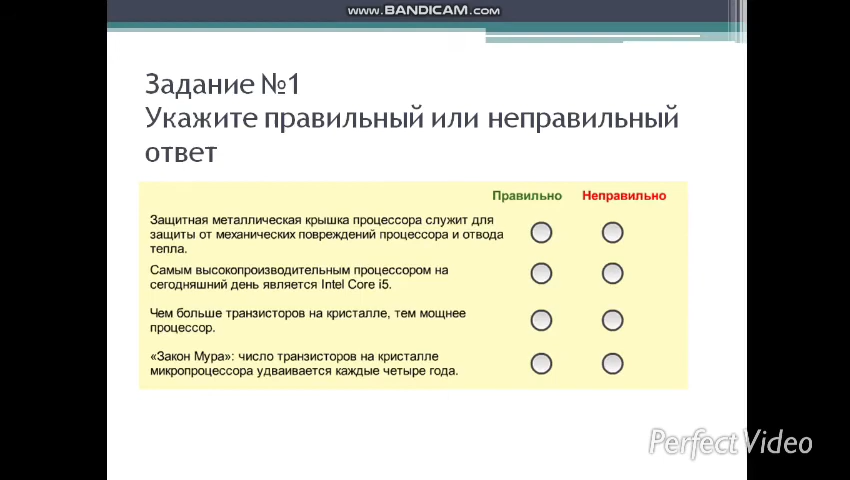 www.BANDICAM.com
Задание №1
Укажите правильный или неправильный
ответ
Правильно Неправильно
Защитная металлическая крышка процессора служит для
защиты от механических повреждений процессора и отвода
тепла.
Самым высокопроизводительным процессором на
сегодняшний день является Intel Core i5.
Чем больше транзисторов на кристалле, тем мощнее
процессор.
«Закон Мура»: число транзисторов на кристалле
микропроцессора удваивается каждые четыре года.
PerfectVideo